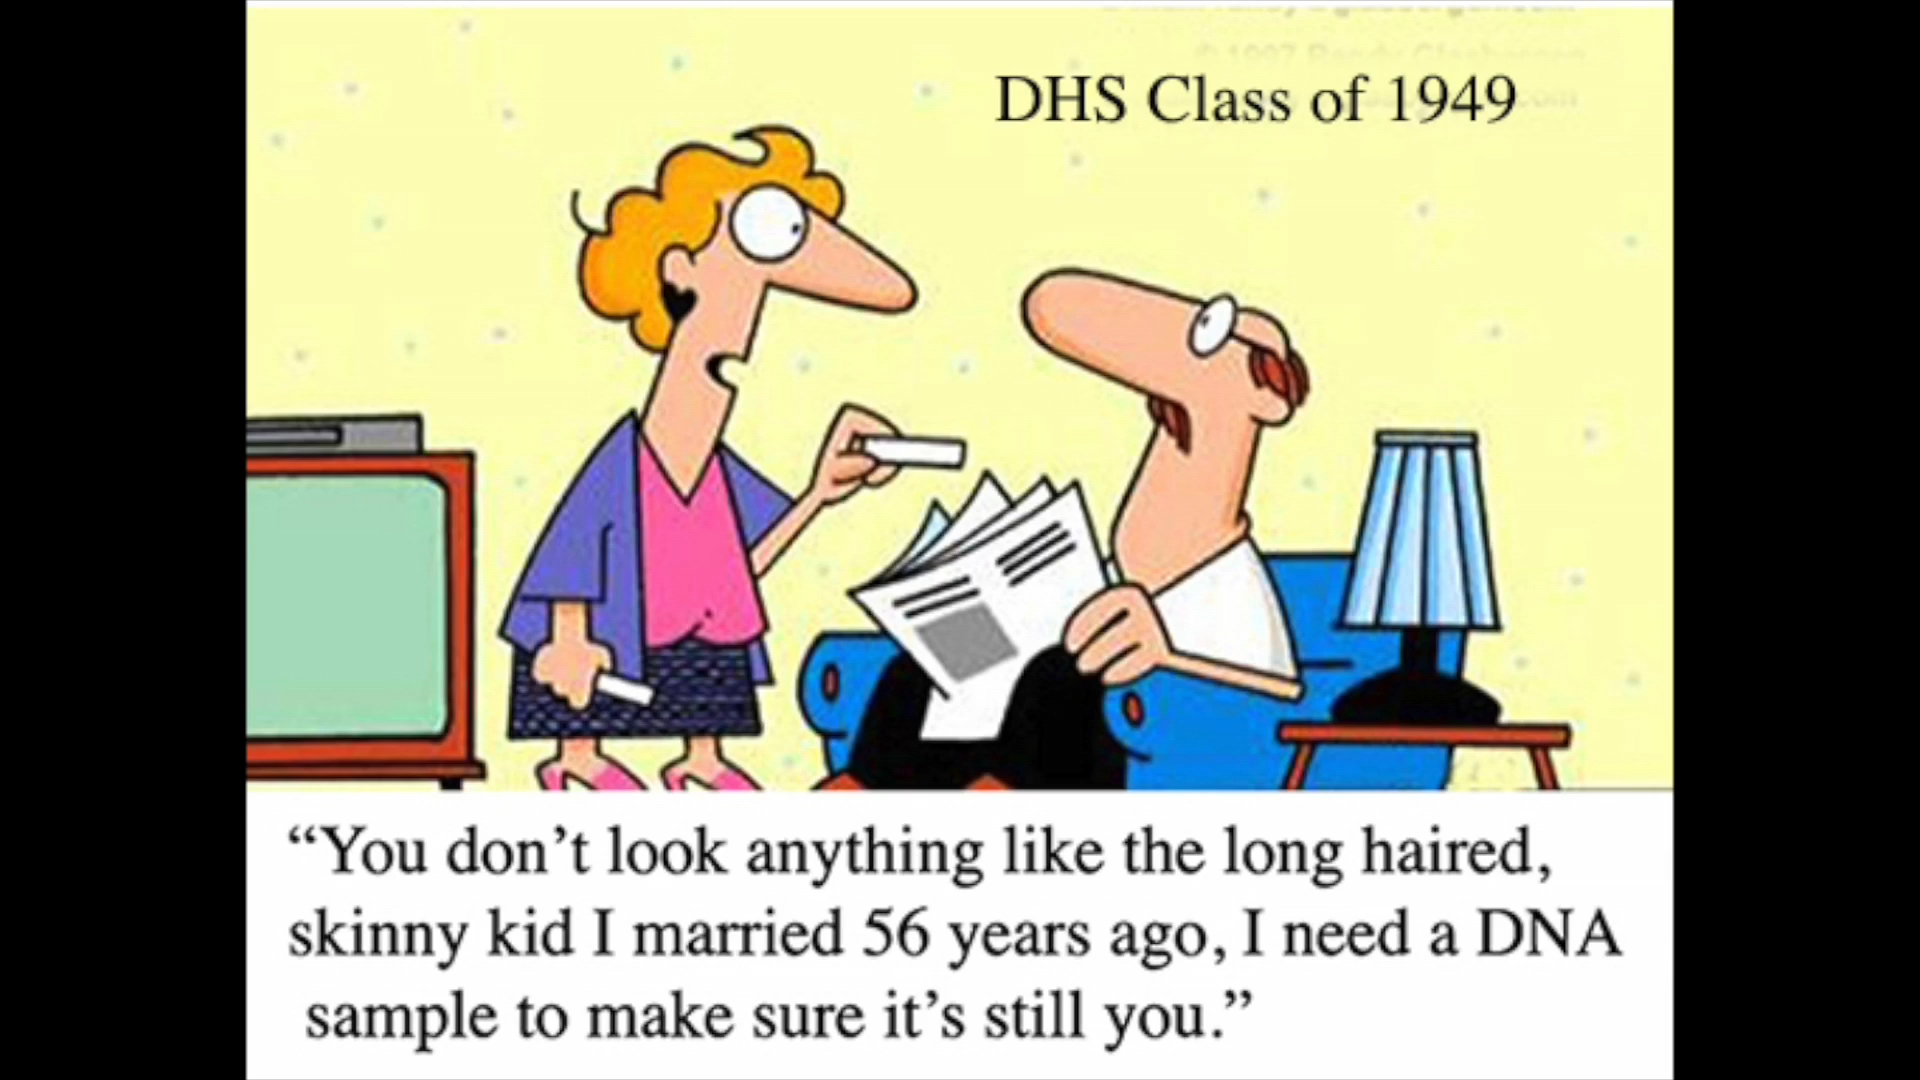 DHS Class of 1949
“You don’t look anything like the long haired,
skinny kid I married 56 years ago, I need a DNA
sample to make sure it’s still you.”